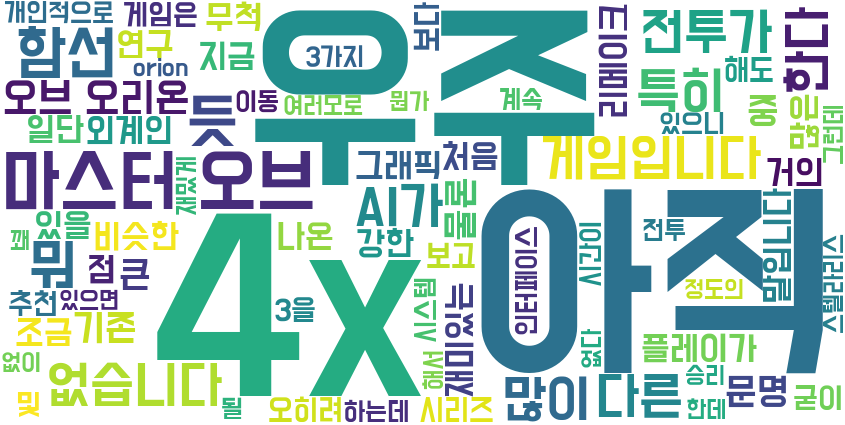 개인적으로
게임은
무척
우주
3가지
보다
리메이크
전투가
한다
함선
연구
지금
orion
특히
해도
오브 오리온
듯
이동
여러모로
뭔가
계속
중
많은
그런데
일단
외계인
있으니
마스터 오브
재밌게
그래픽
처음
게임입니다
거의
4x
아주
AI가
물론
강한
꽤
있을
비슷한
나온
뭐
점
큰
보고
인터페이스
시간이
전투
말입니다
스텔라리스
추천
있으면
3을
시스템
재미있는
정도의
조금
기존
없이
없습니다
해서
많이
다른
없다
플레이가
승리
문명
굳이
및
될
오히려
하는데
시리즈
한데